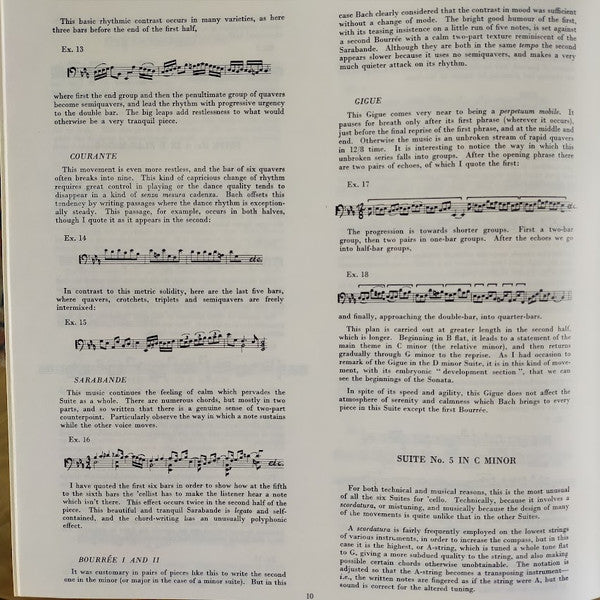 This basic rhythmic contrast occurs in many varieties, as here
three bars before the end of the first half,
Ex. 13
where first the end group and then the penultimate group of quavers
become semiquavers, and lead the rhythm with progressive urgency
to the double bar. The big leaps add restlessness to what would
otherwise be a very tranquil piece.
COURANTE
This movement is even more restless, and the bar of six quavers
often breaks into nine. This kind of capricious change of rhythm
requires great control in playing or the dance quality tends to
disappear in a kind of senza mesura cadenza. Bach offsets this
tendency by writing passages where the dance rhythm is exception-
ally steady. This passage, for example, occurs in both halves,
though I quote it as it appears in the second:
Ex. 14
etc.
In contrast to this metric solidity, here are the last five bars,
where quavers, crotchets, triplets and semiquavers are freely
intermixed:
Ex. 15
SARABANDE
This music continues the feeling of calm which pervades the
Suite as a whole. There are numerous chords, but mostly in two
parts, and so written that there is a genuine sense of two-part
counterpoint. Particularly observe the way in which a note sustains
while the other voice moves.
Ex. 16
etc.
I have quoted the first six bars in order to show how at the fifth
to the sixth bars the 'cellist has to make the listener hear a note
which isn't there. This effect occurs twice in the second half of the
piece. This beautiful and tranquil Sarabande is legato and self-
contained, and the chord-writing has an unusually polyphonic
effect.
BOURRÉE I AND II
It was customary in pairs of pieces like this to write the second
one in the minor (or major in the case of a minor suite). But in this
case Bach clearly considered that the contrast in mood was sufficient
without a change of mode. The bright good humour of the first,
with its teasing insistence on a little run of five notes, is set against
a second Bourrée with a calm two-part texture reminiscent of the
Sarabande. Although they are both in the same tempo the second
appears slower because it uses no semiquavers, and makes a very
much quieter attack on its rhythm.
GIGUE
This Gigue comes very near to being a perpetuum mobile. It
pauses for breath only after its first phrase (wherever it occurs),
just before the final reprise of the first phrase, and at the middle and
end. Otherwise the music is an unbroken stream of rapid quavers
in 12/8 time. It is interesting to notice the way in which this
unbroken series falls into groups. After the opening phrase there
are two pairs of echoes, of which I quote the first:
Ex. 17
etc.
The progression is towards shorter groups. First a two-bar
group, then two pairs in one-bar groups. After the echoes we go
into half-bar groups.
Ex. 18
etc.
and finally, approaching the double-bar, into quarter-bars.
This plan is carried out at greater length in the second half,
which is longer. Beginning in B flat, it leads to a statement of the
main theme in C minor (the relative minor), and then returns
gradually through G minor to the reprise. As I had occasion to
remark of the Gigue in the D minor Suite, it is in this kind of move-
ment, with its embryonic “development section”, that we can
see the beginnings of the Sonata.
In spite of its speed and agility, this Gigue does not affect the
atmosphere of serenity and calmness which Bach brings to every
piece in this Suite except the first Bourrée.
SUITE No. 5 IN C MINOR
For both technical and musical reasons, this is the most unusual
of all the six Suites for 'cello. Technically, because it involves a
scordatura, or mistuning, and musically because the design of many
of the movements is quite unlike that in the other Suites.
A scordatura is fairly frequently employed on the lowest strings
of various instruments, in order to increase the compass, but in this
case it is the highest, or A-string, which is tuned a whole tone flat
to G, giving a more subdued quality to the string, and also making
possible certain chords otherwise unobtainable. The notation is
adjusted so that the A-string becomes a transposing instrument—
i.e., the written notes are fingered as if the string were A, but the
sound is correct for the altered tuning.
10